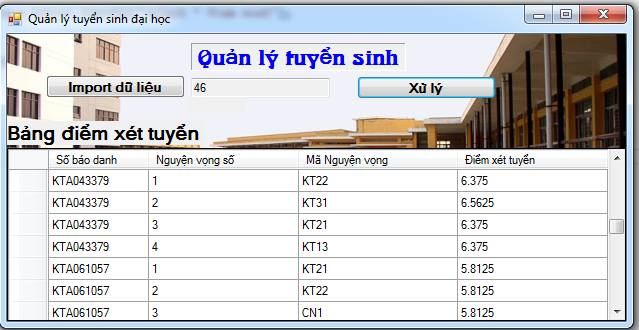 Quản lý tuyển sinh đại học
Quản lý tuyển sinh
Import dữ liệu 46 Xử lý
Bảng điểm xét tuyển
Số báo danh Nguyện vọng số Mã Nguyện vọng Điểm xét tuyển
KTA043379 1 KT22 6.375
KTA043379 2 KT31 6.5625
KTA043379 3 KT21 6.375
KTA043379 4 KT13 6.375
KTA061057 1 KT21 5.8125
KTA061057 2 KT22 5.8125
KTA061057 3 CN1 5.8125